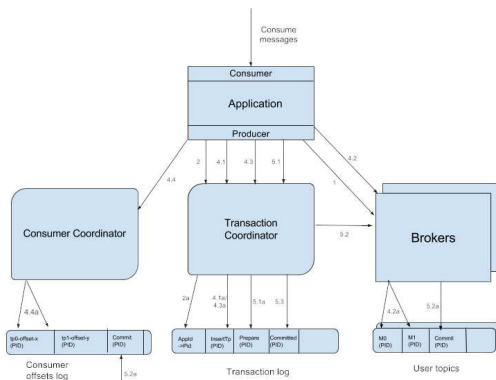 Consume
messages
Consumer
Application
Producer
4.4
2
4.1
4.3
5.1
1
4.2
Consumer Coordinator
Transaction
Coordinator
5.2
Brokers
4.4a
2a
4.1a/
4.3a
5.1a
5.3
4.2a
5.2a
tp0-offset-x
(PID)
tp1-offset-y
(PID)
Commit
(PID)
AppId
->Pid
InsertTp
(PID)
Prepare
(PID)
Committed
(PID)
M0
(PID)
M1
(PID)
Commit
(PID)
Consumer
offsets log
5.2a
Transaction log
User topics